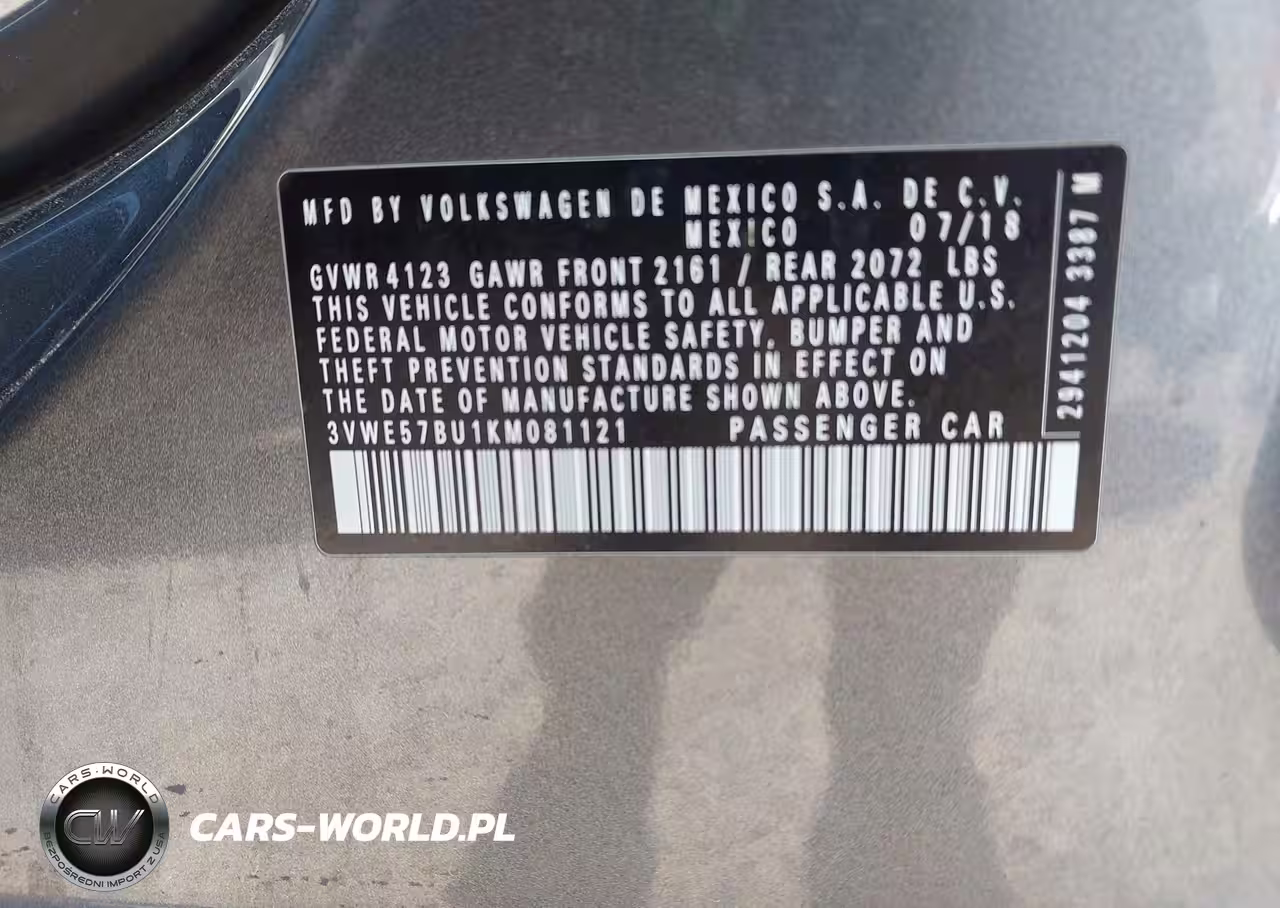 MFD BY VOLKSWAGEN DE MEXICO S.A. DE C.V.
MEXICO 07/18
GVWR 4123 GAWR FRONT 2161 / REAR 2072 LBS
THIS VEHICLE CONFORMS TO ALL APPLICABLE U.S.
FEDERAL MOTOR VEHICLE SAFETY, BUMPER AND
THEFT PREVENTION STANDARDS IN EFFECT ON
THE DATE OF MANUFACTURE SHOWN ABOVE.
3VWE57BU1KM081121 PASSENGER CAR
2941204 3387 M
CARS-WORLD
CW
BEZPOŚREDNI IMPORT Z USA
CARS-WORLD.PL